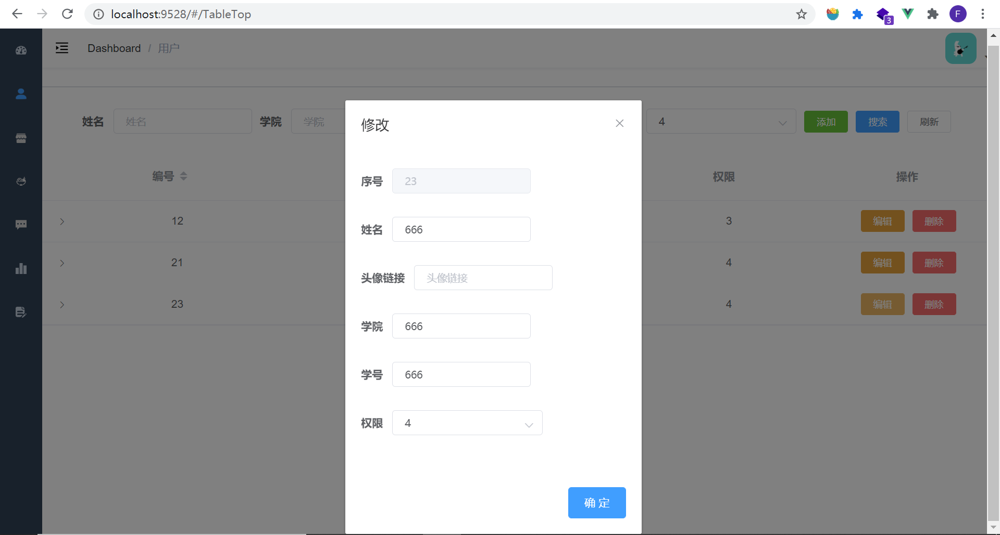 localhost:9528/#/TableTop
3
F
Dashboard / 用户
姓名 姓名 学院 学院 4 添加 搜索 刷新
编号 权限 操作
12 3 编辑 删除
21 4 编辑 删除
23 4 编辑 删除
修改
序号 23
姓名 666
头像链接 头像链接
学院 666
学号 666
权限 4
确 定